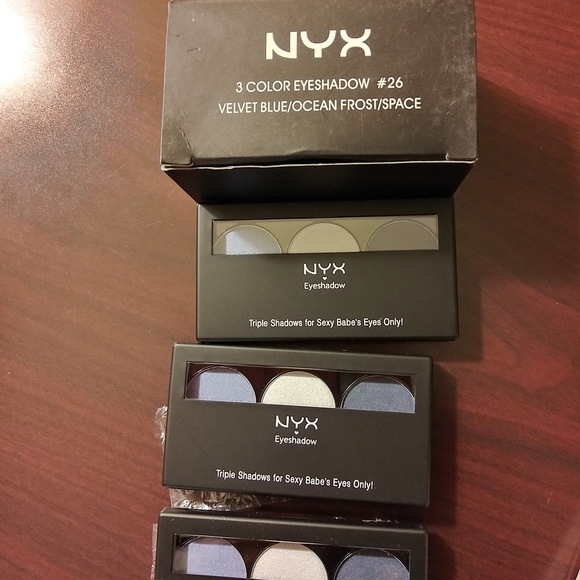 NYX
3 COLOR EYESHADOW #26
VELVET BLUE/OCEAN FROST/SPACE
NYX
Eyeshadow
Triple Shadows for Sexy Babe's Eyes Only!
NYX
Eyeshadow
Triple Shadows for Sexy Babe's Eyes Only!